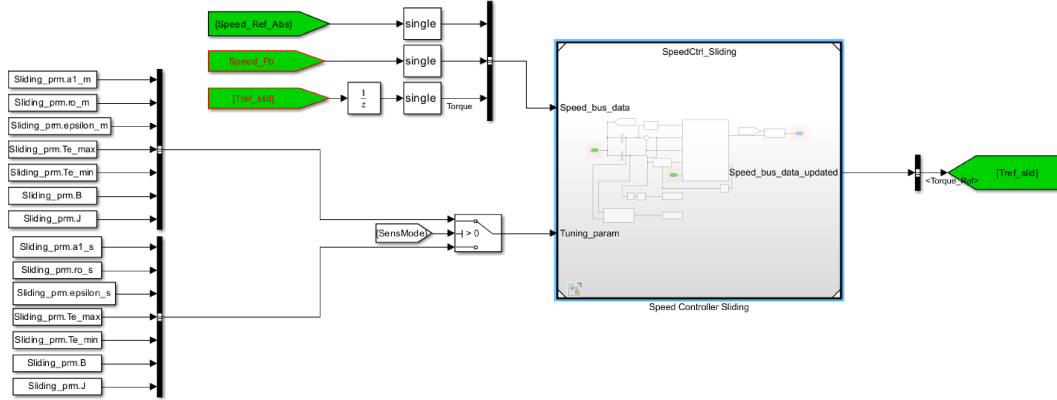 {Speed_Ref_Abs}
single
Speed_Fb
single
[Tref_slid]
1
z
single
Torque
Sliding_prm.a1_m
Sliding_prm.ro_m
Sliding_prm.epsilon_m
Sliding_prm.Te_max
Sliding_prm.Te_min
Sliding_prm.B
Sliding_prm.J
Sliding_prm.a1_s
Sliding_prm.ro_s
Sliding_prm.epsilon_s
Sliding_prm.Te_max
Sliding_prm.Te_min
Sliding_prm.B
Sliding_prm.J
{SensMode}
> 0
SpeedCtrl_Sliding
Speed_bus_data
Speed_bus_data_updated
Tuning_param
Speed Controller Sliding
<Torque_Ref>
[Tref_slid]